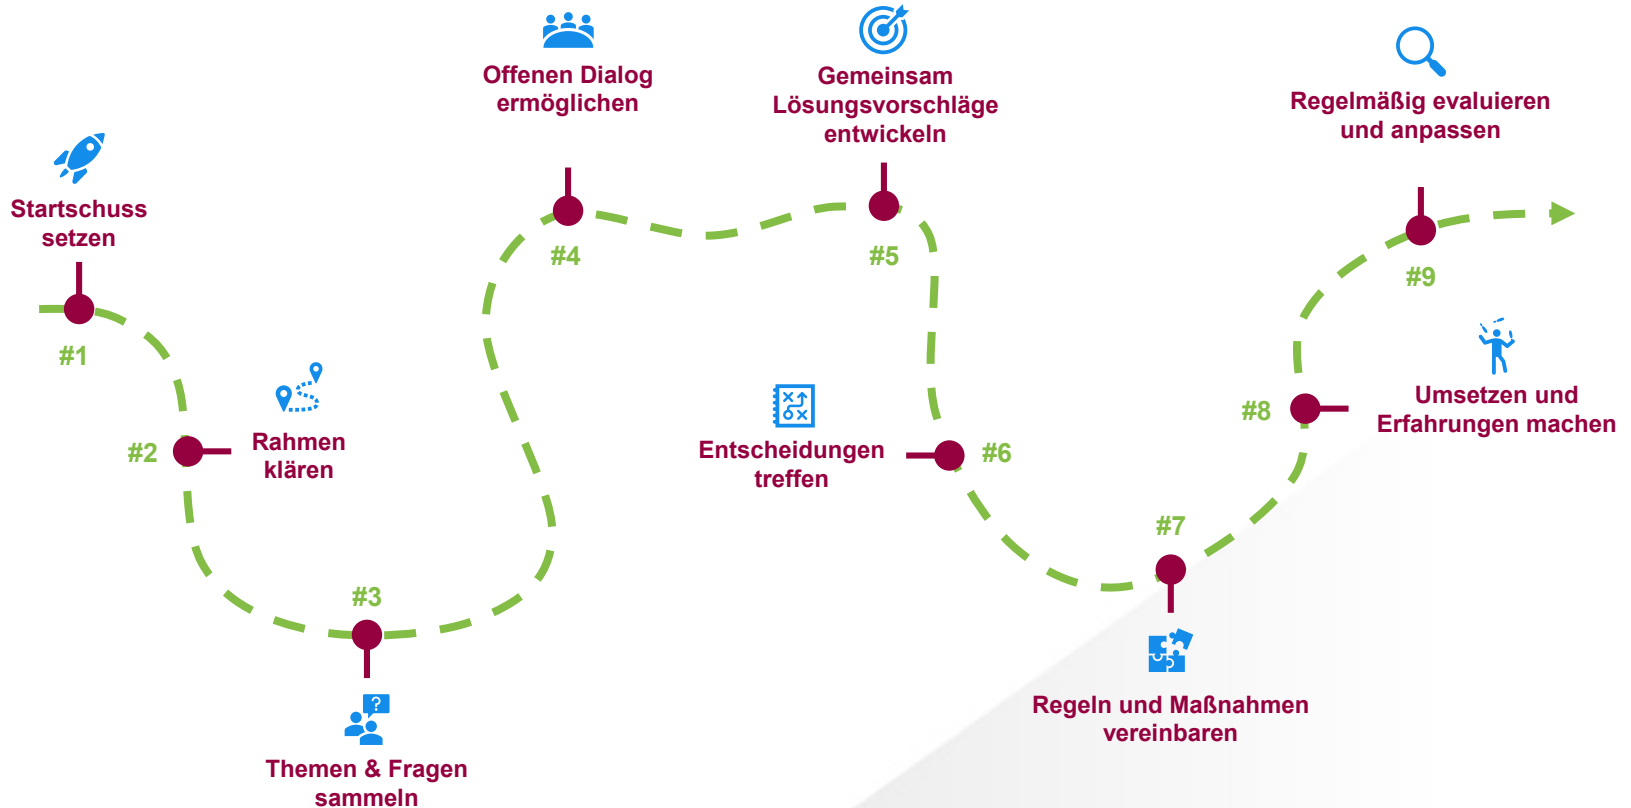 Startschuss
setzen
#1
#2
Rahmen
klären
#3
Themen & Fragen
sammeln
Offenen Dialog
ermöglichen
#4
Gemeinsam
Lösungsvorschläge
entwickeln
#5
Entscheidungen
treffen
#6
#7
Regeln und Maßnahmen
vereinbaren
#8
Umsetzen und
Erfahrungen machen
Regelmäßig evaluieren
und anpassen
#9